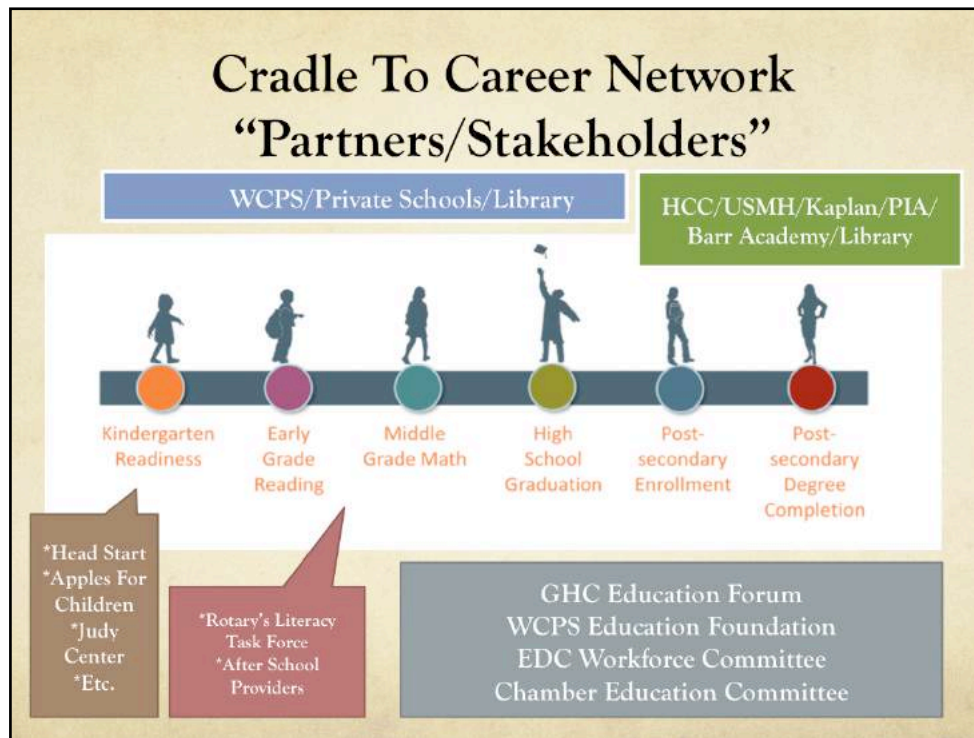 Cradle To Career Network
“Partners/Stakeholders”
WCPS/Private Schools/Library
HCC/USMH/Kaplan/PIA/
Barr Academy/Library
Kindergarten
Readiness
Early
Grade
Reading
Middle
Grade Math
High
School
Graduation
Post-
secondary
Enrollment
Post-
secondary
Degree
Completion
*Head Start
*Apples For
Children
*Judy
Center
*Etc.
*Rotary's Literacy
Task Force
*After School
Providers
GHC Education Forum
WCPS Education Foundation
EDC Workforce Committee
Chamber Education Committee